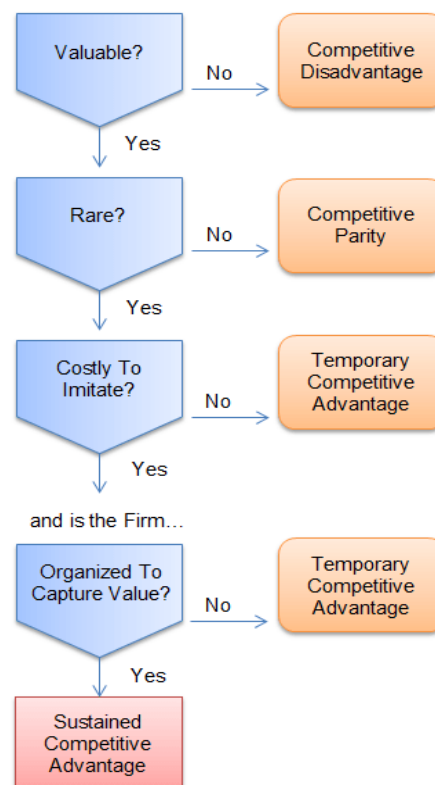 Valuable?
No
Competitive
Disadvantage
Yes
Rare?
No
Competitive
Parity
Yes
Costly To
Imitate?
No
Temporary
Competitive
Advantage
Yes
and is the Firm...
Organized To
Capture Value?
No
Temporary
Competitive
Advantage
Yes
Sustained
Competitive
Advantage